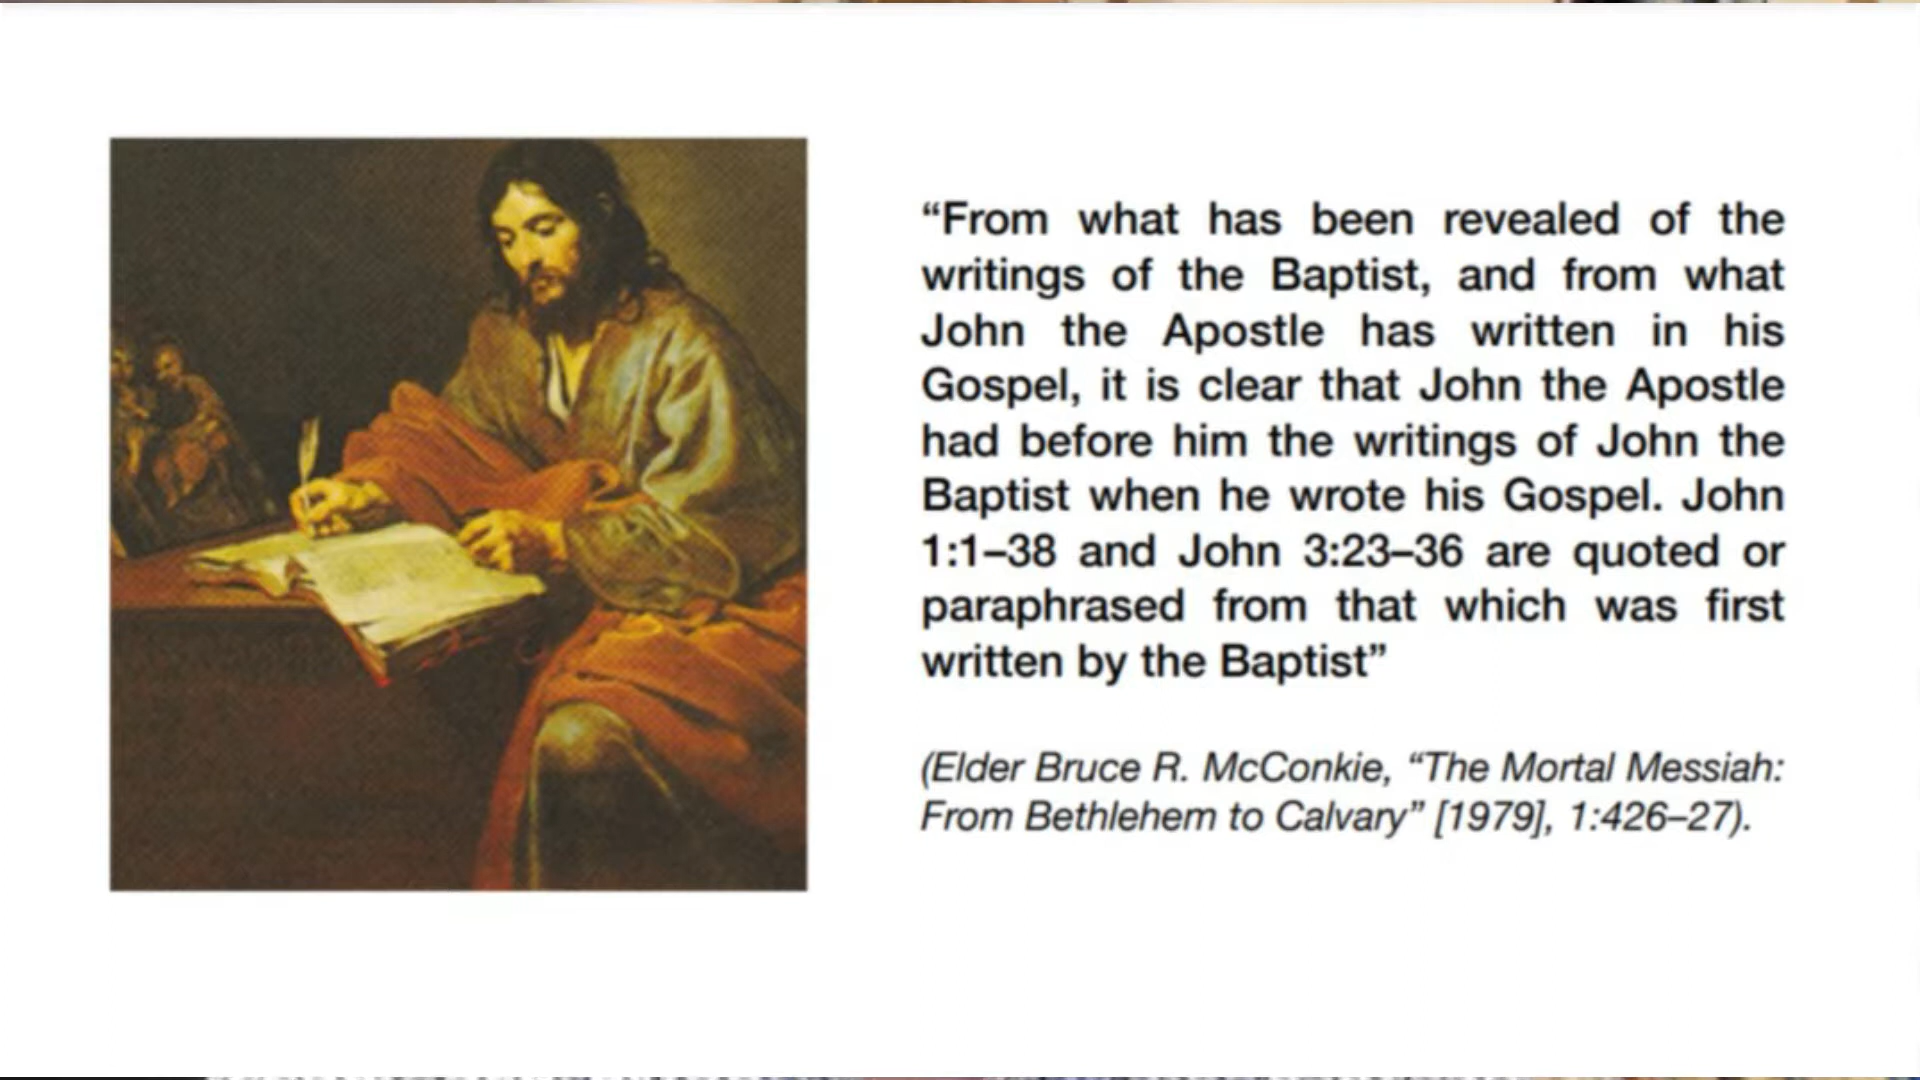 “From what has been revealed of the
writings of the Baptist, and from what
John the Apostle has written in his
Gospel, it is clear that John the Apostle
had before him the writings of John the
Baptist when he wrote his Gospel. John
1:1–38 and John 3:23–36 are quoted or
paraphrased from that which was first
written by the Baptist”
(Elder Bruce R. McConkie, “The Mortal Messiah:
From Bethlehem to Calvary” [1979], 1:426–27).